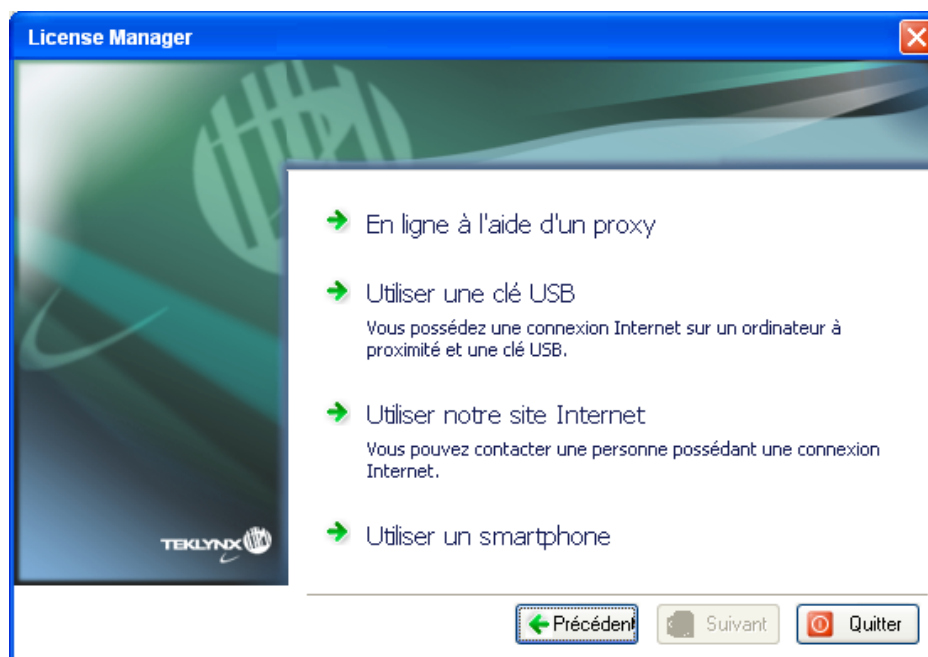 License Manager
En ligne à l'aide d'un proxy
Utiliser une clé USB
Vous possédez une connexion Internet sur un ordinateur à
proximité et une clé USB.
Utiliser notre site Internet
Vous pouvez contacter une personne possédant une connexion
Internet.
TEKLYNX
Utiliser un smartphone
Précédent
Suivant
Quitter